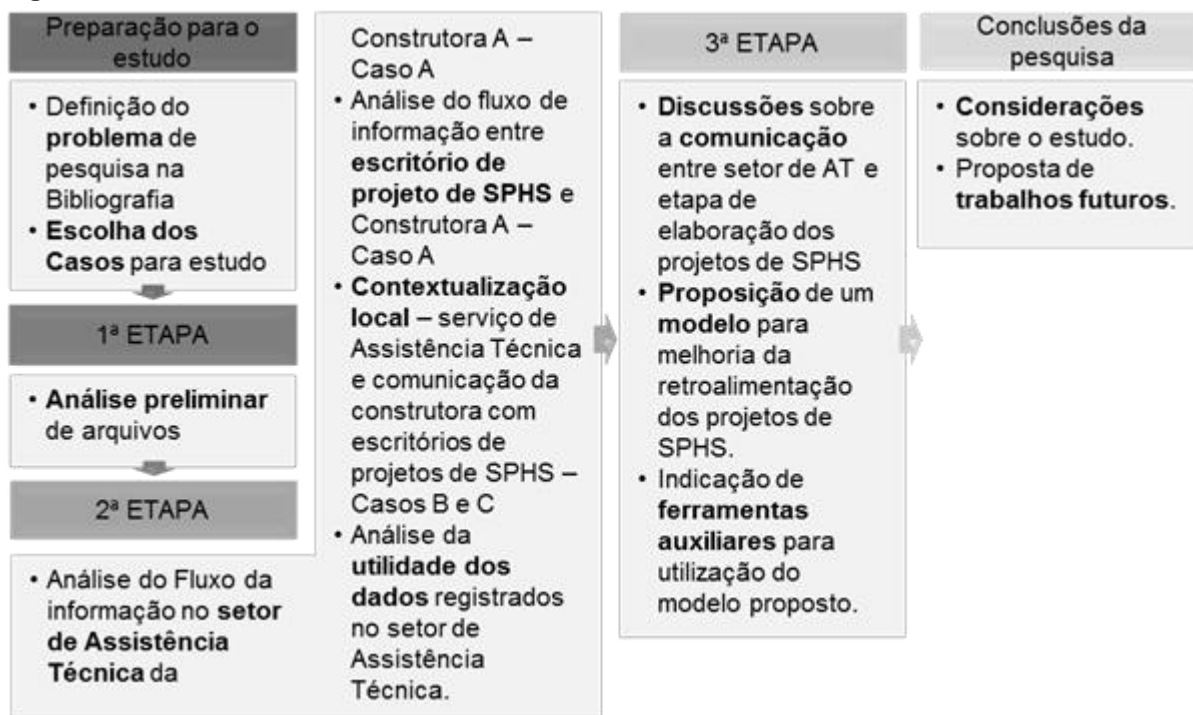 Preparação para o
estudo
• Definição do
problema de
pesquisa na
Bibliografia
• Escolha dos
Casos para estudo
1ª ETAPA
• Análise preliminar
de arquivos
2ª ETAPA
• Análise do Fluxo da
informação no setor
de Assistência
Técnica da
Construtora A –
Caso A
• Análise do fluxo de
informação entre
escritório de
projeto de SPHS e
Construtora A –
Caso A
• Contextualização
local – serviço de
Assistência Técnica
e comunicação da
construtora com
escritórios de
projetos de SPHS –
Casos B e C
• Análise da
utilidade dos
dados registrados
no setor de
Assistência
Técnica.
3ª ETAPA
• Discussões sobre
a comunicação
entre setor de AT e
etapa de
elaboração dos
projetos de SPHS
• Proposição de um
modelo para
melhoria da
retroalimentação
dos projetos de
SPHS.
• Indicação de
ferramentas
auxiliares para
utilização do
modelo proposto.
Conclusões da
pesquisa
• Considerações
sobre o estudo.
• Proposta de
trabalhos futuros.